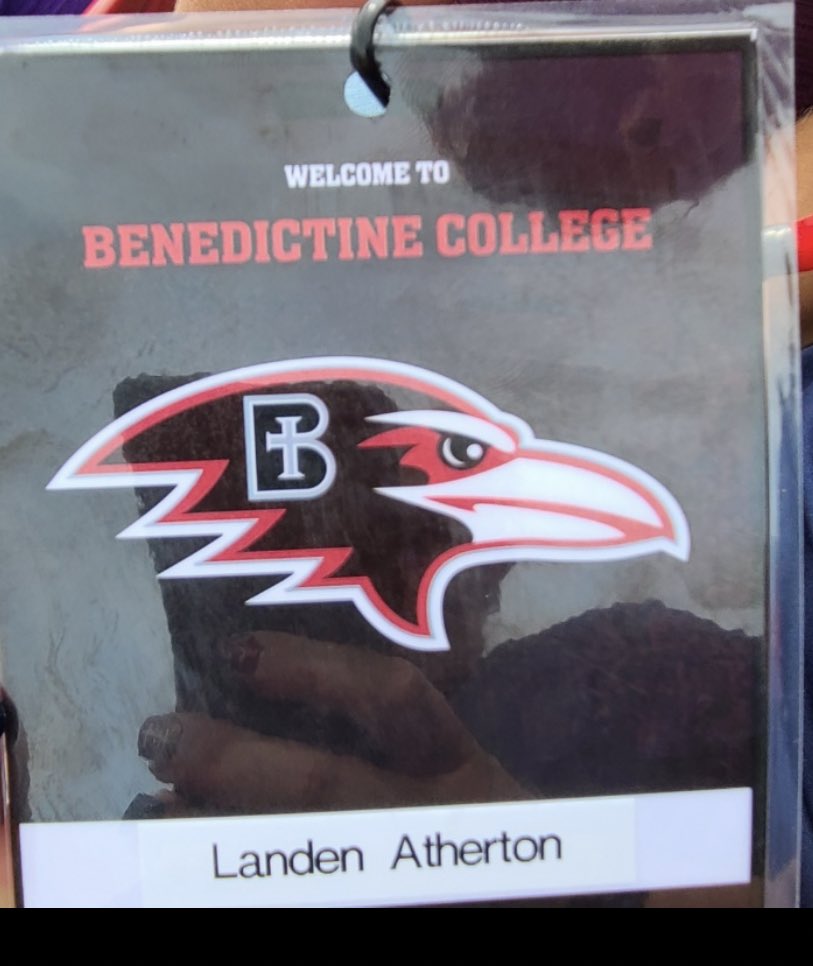 WELCOME TO
BENEDICTINE COLLEGE
B
Landen Atherton